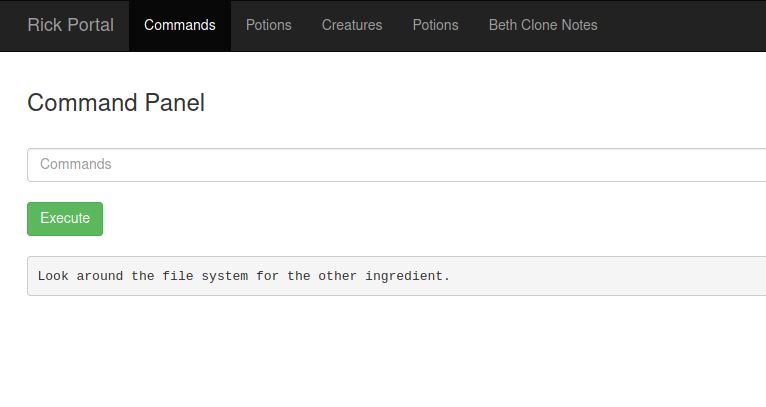 Rick Portal Commands Potions Creatures Potions Beth Clone Notes
Command Panel
Commands
Execute
Look around the file system for the other ingredient.